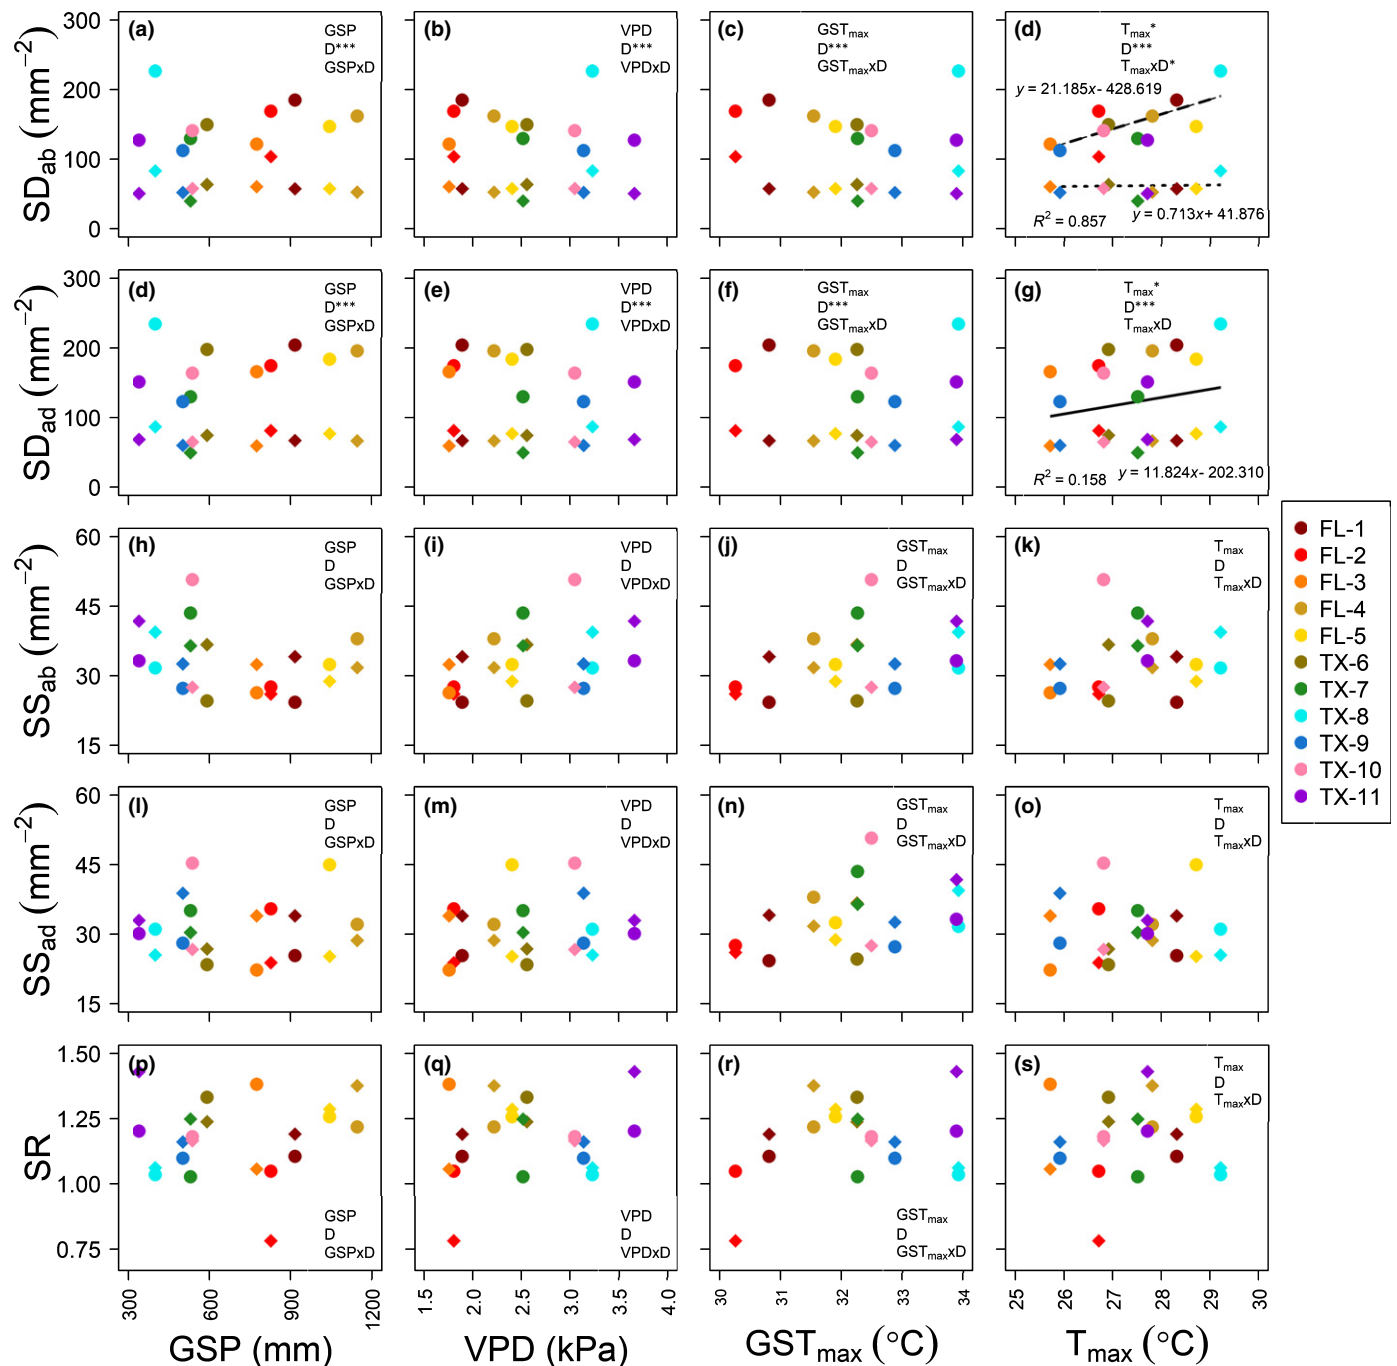 (a) GSP
D***
GSPxD
(b) VPD
D***
VPDxD
(c) GSTmax
D***
GSTmaxxD
(d) Tmax*
D***
TmaxxD*
y = 21.185x- 428.619
R² = 0.857
y = 0.713x+ 41.876
SDab (mm−2)
300
200
100
0
(d) GSP
D***
GSPxD
(e) VPD
D***
VPDxD
(f) GSTmax
D***
GSTmaxxD
(g) Tmax*
D***
TmaxxD
R² = 0.158
y = 11.824x- 202.310
SDad (mm−2)
300
200
100
0
(h) GSP
D
GSPxD
(i) VPD
D
VPDxD
(j) GSTmax
D
GSTmaxxD
(k) Tmax
D
TmaxxD
SSab (mm−2)
60
45
30
15
(l) GSP
D
GSPxD
(m) VPD
D
VPDxD
(n) GSTmax
D
GSTmaxxD
(o) Tmax
D
TmaxxD
SSad (mm−2)
60
45
30
15
(p) GSP
D
GSPxD
(q) VPD
D
VPDxD
(r) GSTmax
D
GSTmaxxD
(s) Tmax
D
TmaxxD
SR
1.50
1.25
1.00
0.75
300 600 900 1200
GSP (mm)
1.5 2.0 2.5 3.0 3.5 4.0
VPD (kPa)
30 31 32 33 34
GSTmax (°C)
25 26 27 28 29 30
Tmax (°C)
FL-1
FL-2
FL-3
FL-4
FL-5
TX-6
TX-7
TX-8
TX-9
TX-10
TX-11